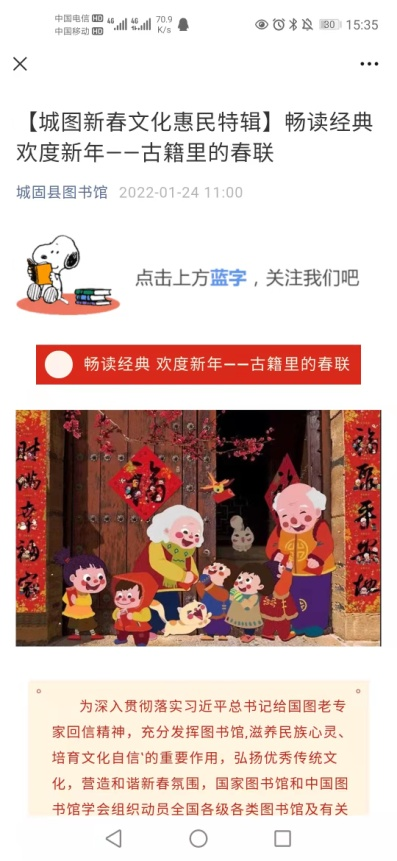 中国电信 HD 4G 4G 70.9 15:35
中国移动 HD K/s 30
【城图新春文化惠民特辑】畅读经典
欢度新年——古籍里的春联
城固县图书馆 2022-01-24 11:00
点击上方蓝字，关注我们吧
畅读经典 欢度新年——古籍里的春联
福
为深入贯彻落实习近平总书记给国图老专
家回信精神，充分发挥图书馆,滋养民族心灵、
培育文化自信‘的重要作用，弘扬优秀传统文
化，营造和谐新春氛围，国家图书馆和中国图
书馆学会组织动员全国各级各类图书馆及有关